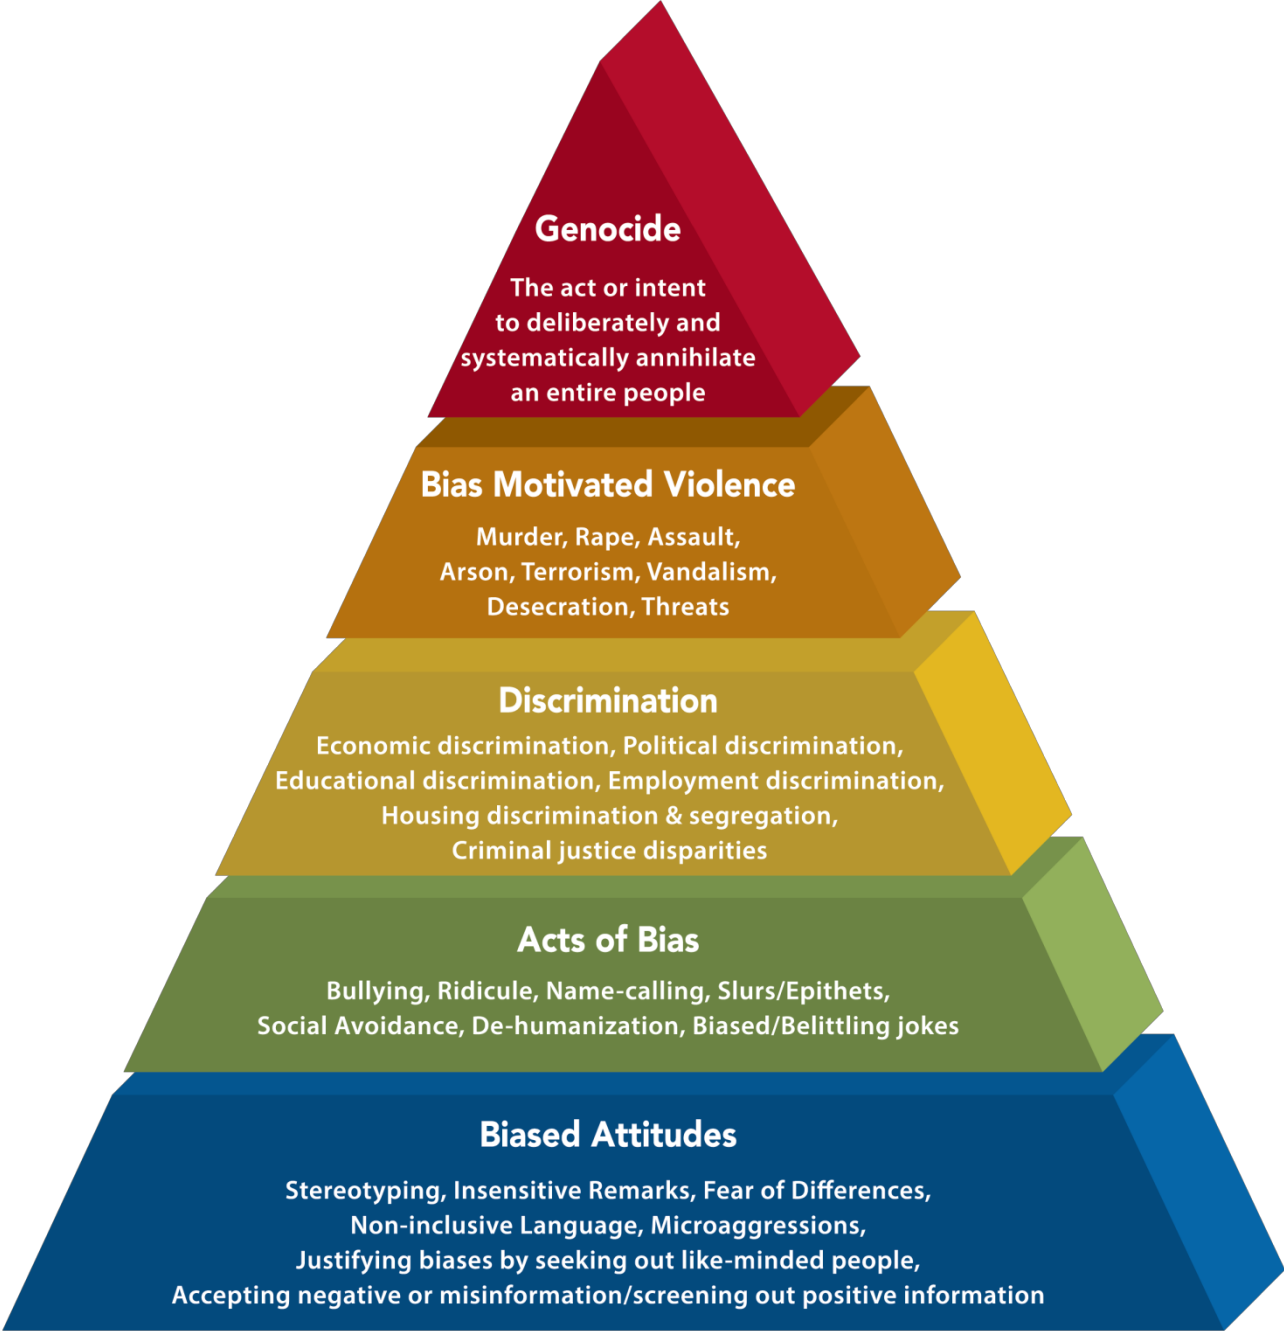 Genocide
The act or intent
to deliberately and
systematically annihilate
an entire people
Bias Motivated Violence
Murder, Rape, Assault,
Arson, Terrorism, Vandalism,
Desecration, Threats
Discrimination
Economic discrimination, Political discrimination,
Educational discrimination, Employment discrimination,
Housing discrimination & segregation,
Criminal justice disparities
Acts of Bias
Bullying, Ridicule, Name-calling, Slurs/Epithets,
Social Avoidance, De-humanization, Biased/Belittling jokes
Biased Attitudes
Stereotyping, Insensitive Remarks, Fear of Differences,
Non-inclusive Language, Microaggressions,
Justifying biases by seeking out like-minded people,
Accepting negative or misinformation/screening out positive information